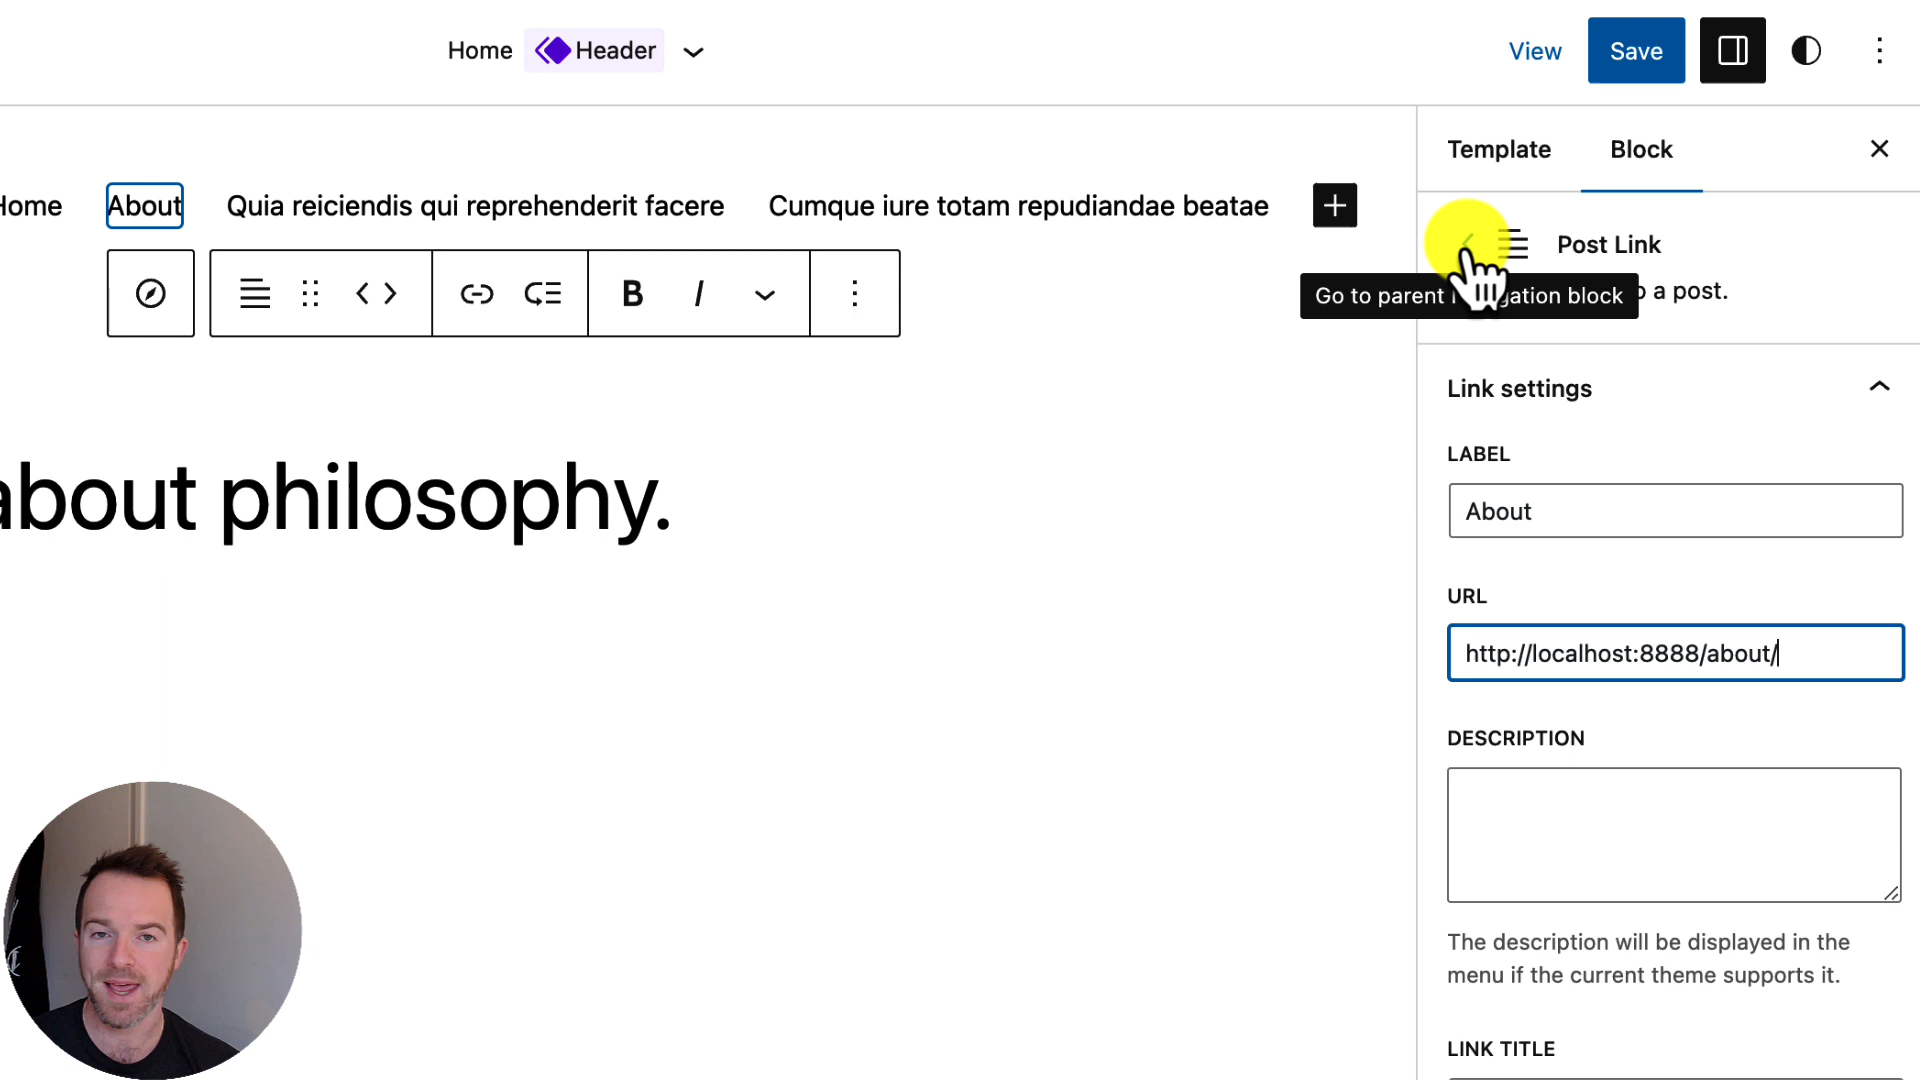 Home Header
View Save
Template Block
Home About Quia reiciendis qui reprehenderit facere Cumque iure totam repudiandae beatae +
Post Link
Go to parent gation block a post.
B I
Link settings
LABEL
About
about philosophy.
URL
http://localhost:8888/about/
DESCRIPTION
The description will be displayed in the
menu if the current theme supports it.
LINK TITLE